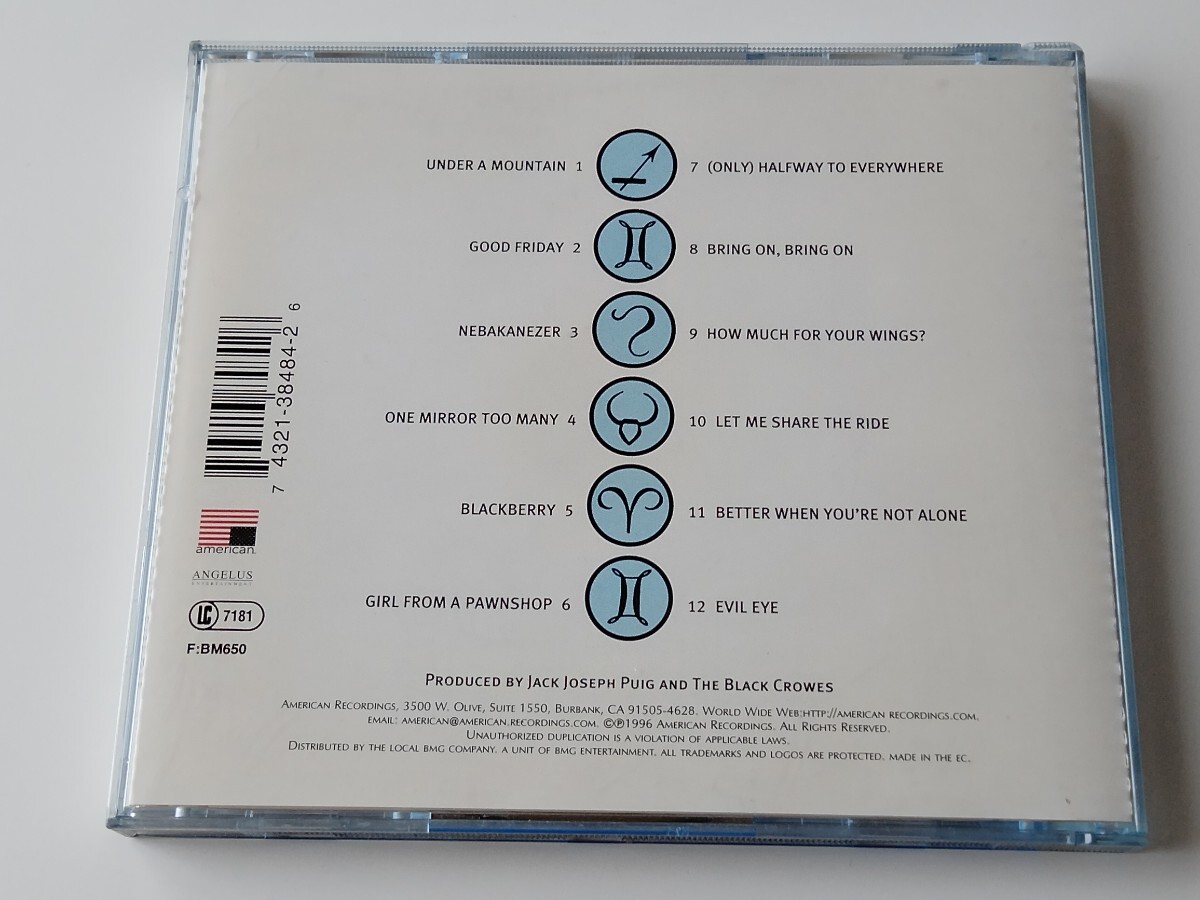 UNDER A MOUNTAIN 1
GOOD FRIDAY 2
NEBAKANEZER 3
ONE MIRROR TOO MANY 4
BLACKBERRY 5
GIRL FROM A PAWNSHOP 6
7 (ONLY) HALFWAY TO EVERYWHERE
8 BRING ON, BRING ON
9 HOW MUCH FOR YOUR WINGS?
10 LET ME SHARE THE RIDE
11 BETTER WHEN YOU'RE NOT ALONE
12 EVIL EYE
7 4321-38484-2 6
american.
ANGELUS
ENTERTAINMENT
LC 7181
F:BM650
PRODUCED BY JACK JOSEPH PUIG AND THE BLACK CROWES
AMERICAN RECORDINGS, 3500 W. OLIVE, SUITE 1550, BURBANK, CA 91505-4628. WORLD WIDE WEB:HTTP://AMERICAN RECORDINGS.COM.
EMAIL: AMERICAN@AMERICAN.RECORDINGS.COM. ©℗1996 AMERICAN RECORDINGS. ALL RIGHTS RESERVED.
UNAUTHORIZED DUPLICATION IS A VIOLATION OF APPLICABLE LAWS.
DISTRIBUTED BY THE LOCAL BMG COMPANY. A UNIT OF BMG ENTERTAINMENT. ALL TRADEMARKS AND LOGOS ARE PROTECTED. MADE IN THE EC.